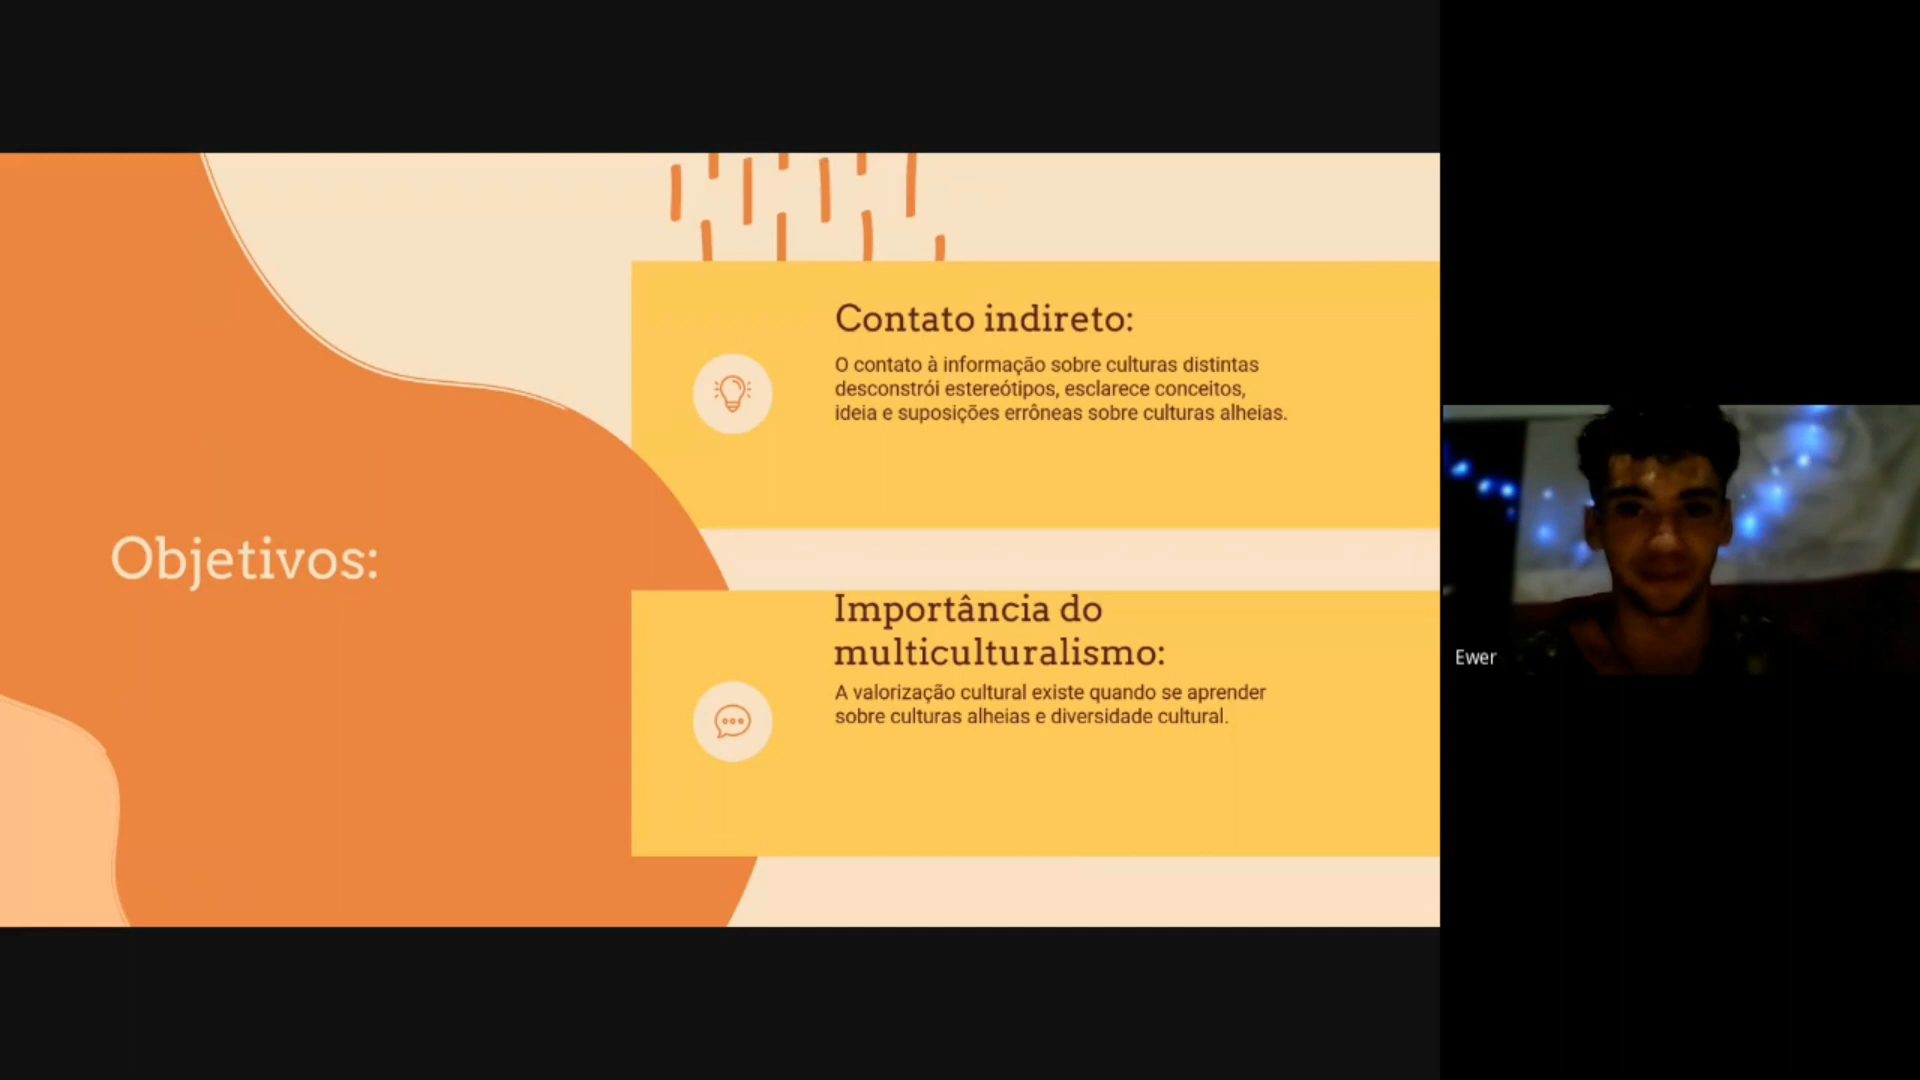 Objetivos:
Contato indireto:
O contato à informação sobre culturas distintas
desconstrói estereótipos, esclarece conceitos,
ideia e suposições errôneas sobre culturas alheias.
Importância do
multiculturalismo:
A valorização cultural existe quando se aprender
sobre culturas alheias e diversidade cultural.
Ewer